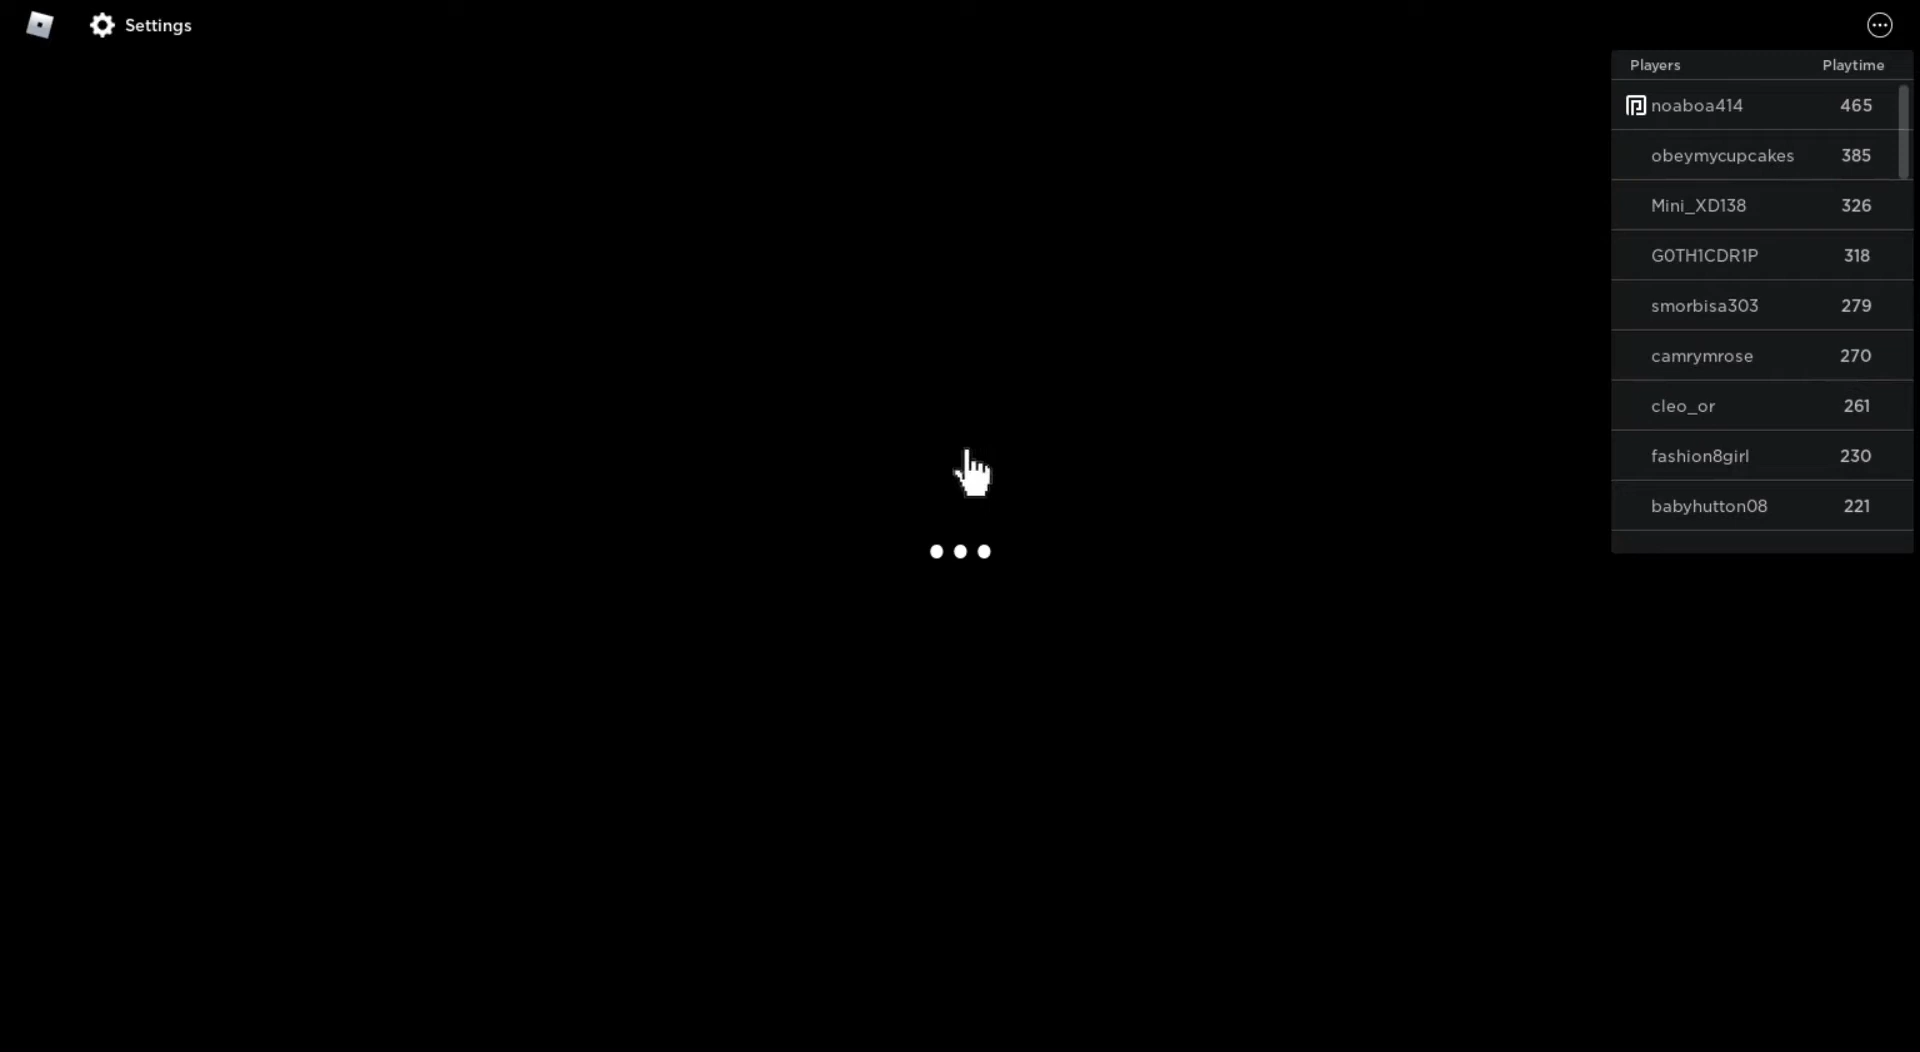 Settings
Players Playtime
noaboa414 465
obeymycupcakes 385
Mini_XD138 326
G0TH1CDR1P 318
smorbisa303 279
camrymrose 270
cleo_or 261
fashion8girl 230
babyhutton08 221